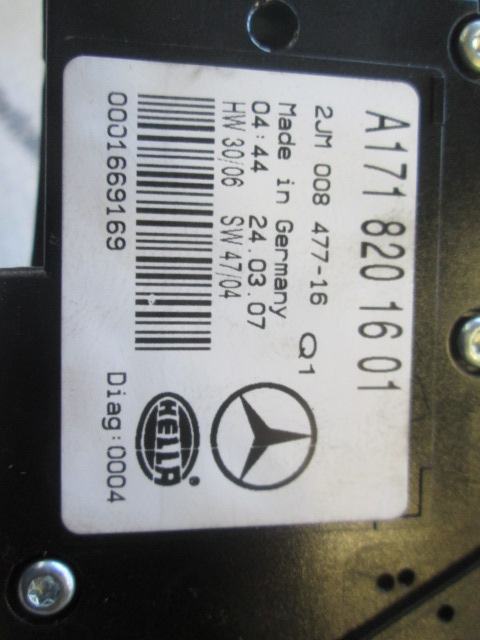 A171 820 16 01
2JM 008 477-16 Q1
Made in Germany
04:44 24.03.07
HW 30/06 SW 47/04
0001669169
HELLA ®
Diag:0004